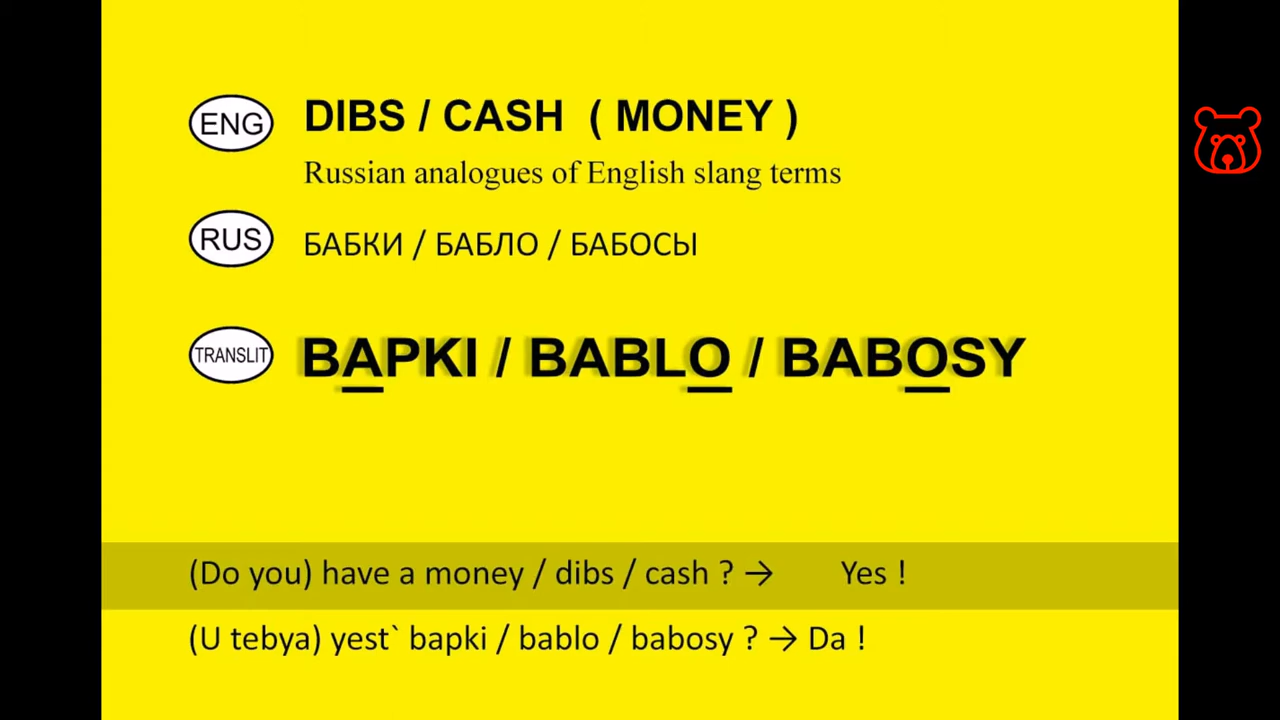 ENG DIBS / CASH ( MONEY )
Russian analogues of English slang terms
RUS БАБКИ / БАБЛО / БАБОСЫ
TRANSLIT BAPKI / BABLO / BABOSY
(Do you) have a money / dibs / cash ? → Yes !
(U tebya) yest` bapki / bablo / babosy ? → Da !